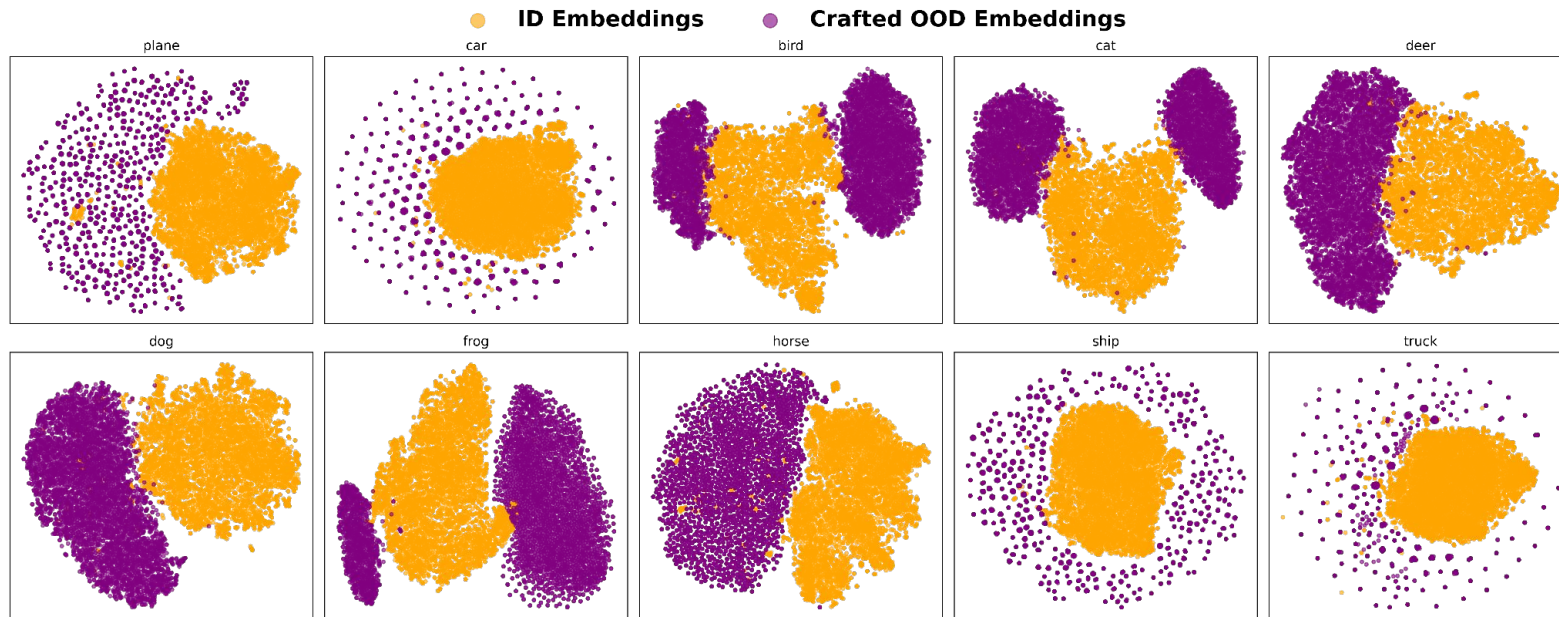 ID Embeddings Crafted OOD Embeddings
plane car bird cat deer
dog frog horse ship truck